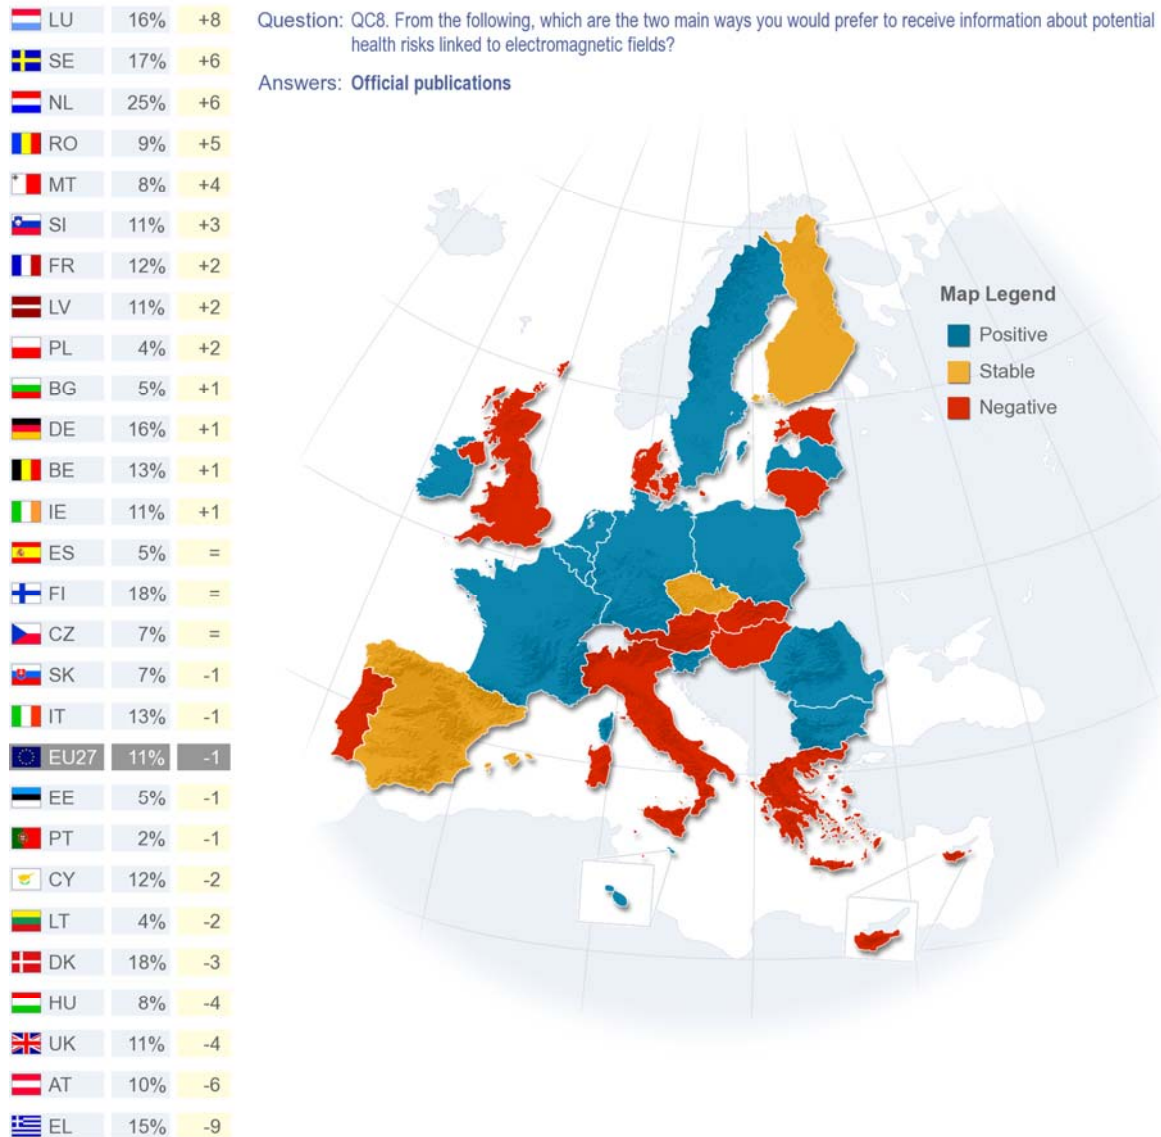 LU 16% +8
SE 17% +6
NL 25% +6
RO 9% +5
MT 8% +4
SI 11% +3
FR 12% +2
LV 11% +2
PL 4% +2
BG 5% +1
DE 16% +1
BE 13% +1
IE 11% +1
ES 5% =
FI 18% =
CZ 7% =
SK 7% -1
IT 13% -1
EU27 11% -1
EE 5% -1
PT 2% -1
CY 12% -2
LT 4% -2
DK 18% -3
HU 8% -4
UK 11% -4
AT 10% -6
EL 15% -9
Question: QC8. From the following, which are the two main ways you would prefer to receive information about potential
health risks linked to electromagnetic fields?
Answers: Official publications
Map Legend
Positive
Stable
Negative